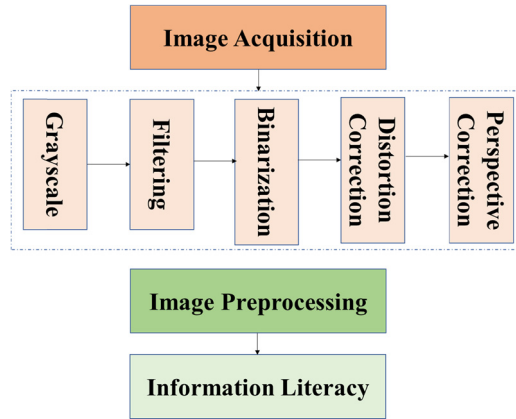 Image Acquisition
Grayscale
Filtering
Binarization
Distortion
Correction
Perspective
Correction
Image Preprocessing
Information Literacy